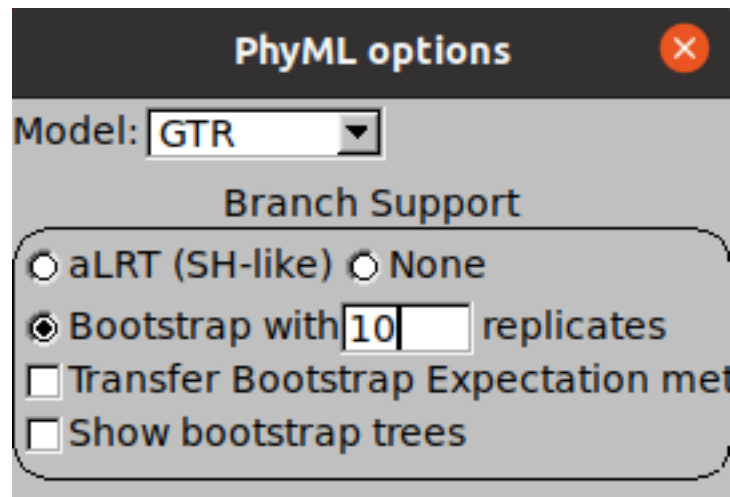 PhyML options
Model: GTR
Branch Support
aLRT (SH-like) None
Bootstrap with 10 replicates
Transfer Bootstrap Expectation met
Show bootstrap trees